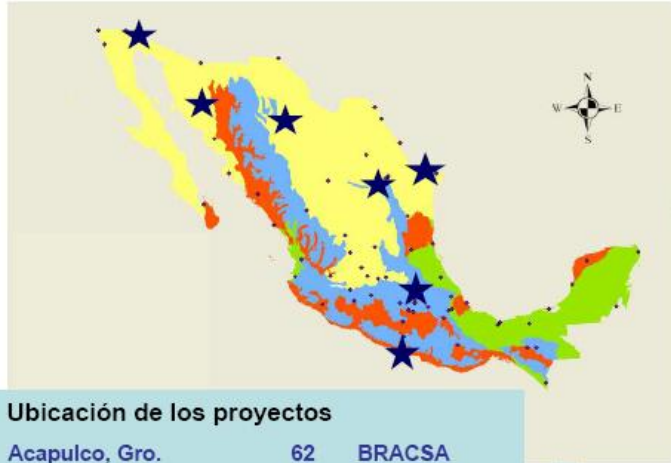 N
W E
S
Ubicación de los proyectos
Acapulco, Gro. 62 BRACSA